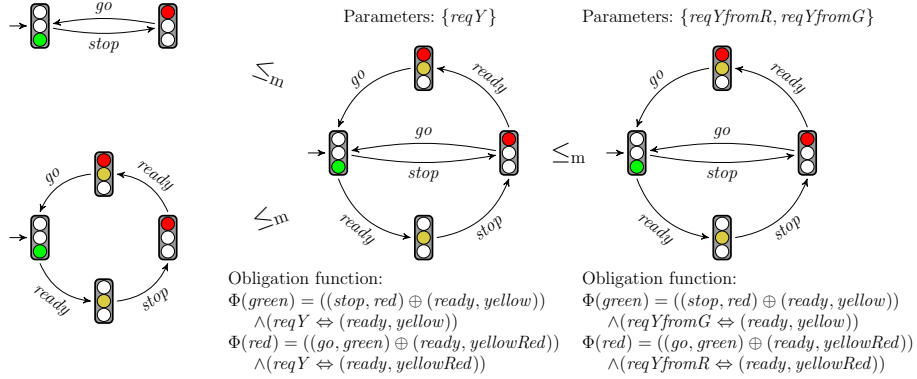 go
stop
go
ready
ready
stop
≤m
≤m
Parameters: {reqY}
go
ready
go
stop
ready
stop
Obligation function:
Φ(green) = ((stop, red) ⊕ (ready, yellow))
∧(reqY ⇔ (ready, yellow))
Φ(red) = ((go, green) ⊕ (ready, yellowRed))
∧(reqY ⇔ (ready, yellowRed))
≤m
Parameters: {reqYfromR, reqYfromG}
go
ready
go
stop
ready
stop
Obligation function:
Φ(green) = ((stop, red) ⊕ (ready, yellow))
∧(reqYfromG ⇔ (ready, yellow))
Φ(red) = ((go, green) ⊕ (ready, yellowRed))
∧(reqYfromR ⇔ (ready, yellowRed))